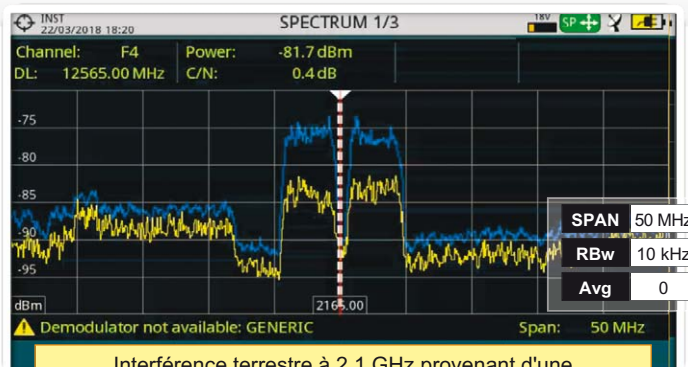 INST
22/03/2018 18:20
SPECTRUM 1/3
18V
SP
Channel: F4
Power: -81.7 dBm
DL: 12565.00 MHz
C/N: 0.4 dB
-75
-80
-85
-90
-95
dBm
2165.00
SPAN 50 MHz
RBw 10 kHz
Avg 0
Demodulator not available: GENERIC
Span: 50 MHz
Interférence terrestre à 2,1 GHz provenant d'une